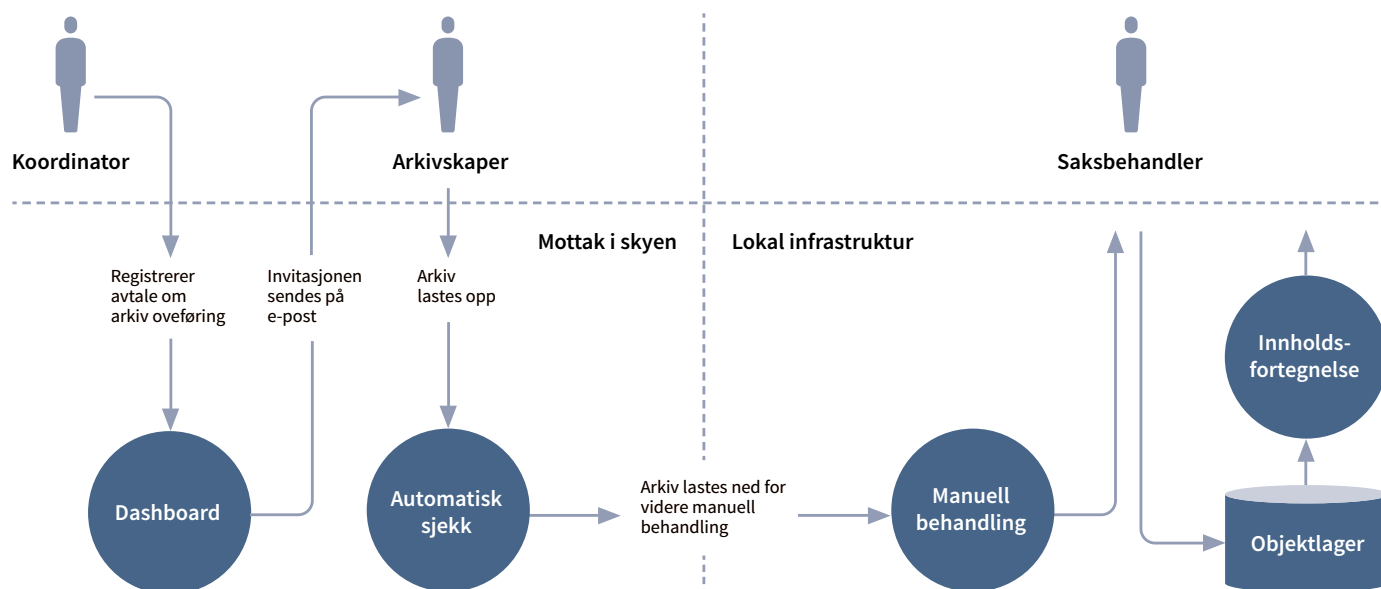 Koordinator
Arkivskaper
Saksbehandler
Mottak i skyen
Lokal infrastruktur
Registrerer
avtale om
arkiv oveføring
Invitasjonen
sendes på
e-post
Arkiv
lastes opp
Innholds-
fortegnelse
Dashboard
Automatisk
sjekk
Arkiv lastes ned for
videre manuell
behandling
Manuell
behandling
Objektlager